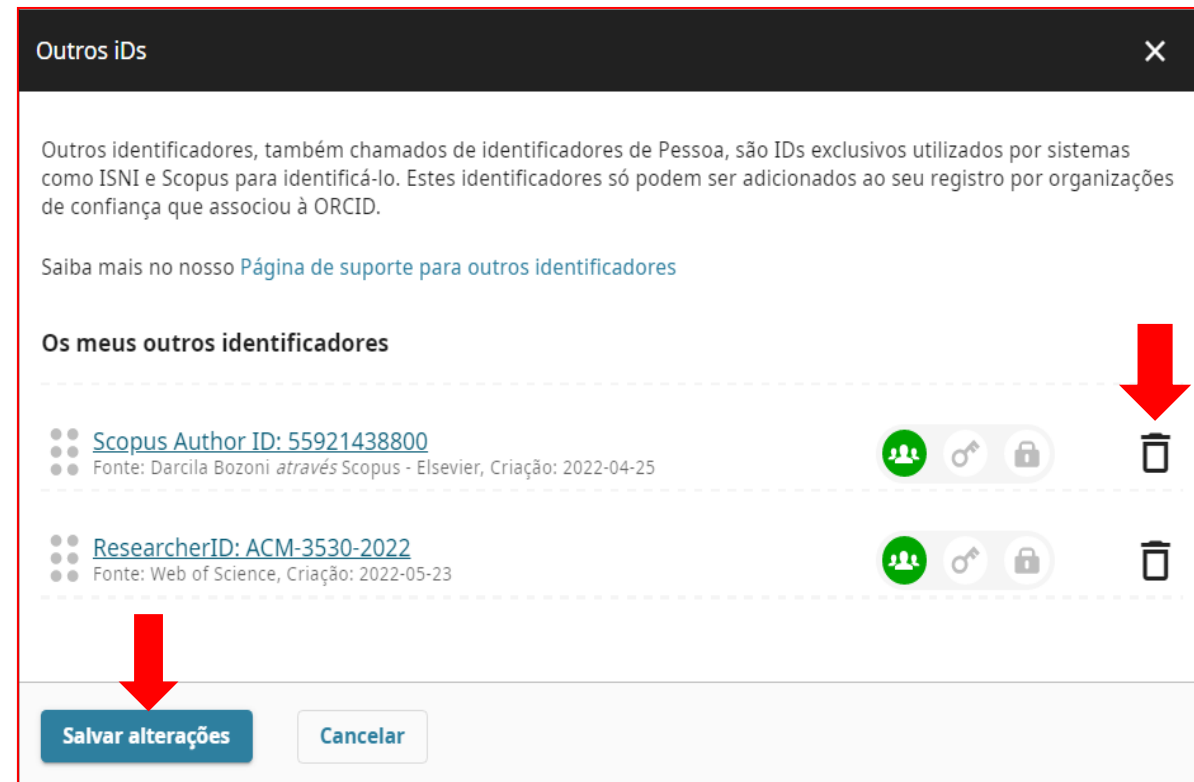 Outros iDs
Outros identificadores, também chamados de identificadores de Pessoa, são IDs exclusivos utilizados por sistemas
como ISNI e Scopus para identificá-lo. Estes identificadores só podem ser adicionados ao seu registro por organizações
de confiança que associou à ORCID.
Saiba mais no nosso Página de suporte para outros identificadores
Os meus outros identificadores
Scopus Author ID: 55921438800
Fonte: Darcila Bozoni através Scopus - Elsevier, Criação: 2022-04-25
ResearcherID: ACM-3530-2022
Fonte: Web of Science, Criação: 2022-05-23
Salvar alterações Cancelar